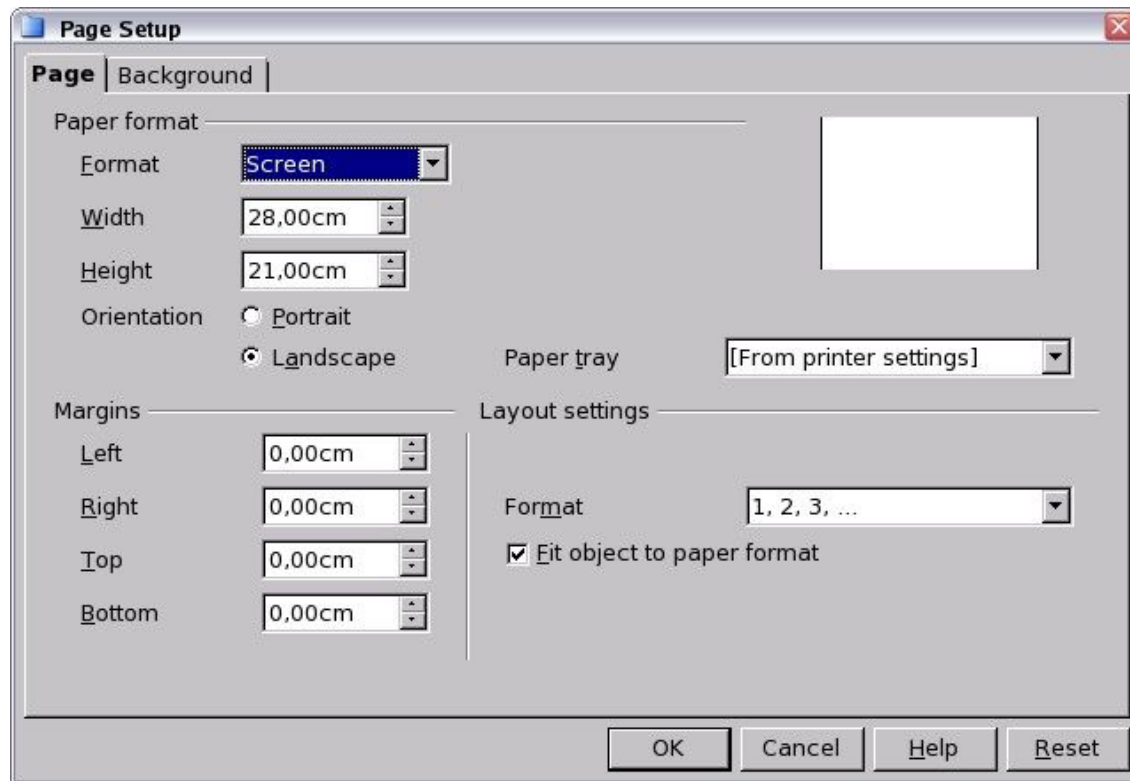 Page Setup
Page Background
Paper format
Format Screen
Width 28,00cm
Height 21,00cm
Orientation Portrait
Landscape Paper tray [From printer settings]
Margins Layout settings
Left 0,00cm
Right 0,00cm Format 1, 2, 3, ...
Top 0,00cm Fit object to paper format
Bottom 0,00cm
OK Cancel Help Reset